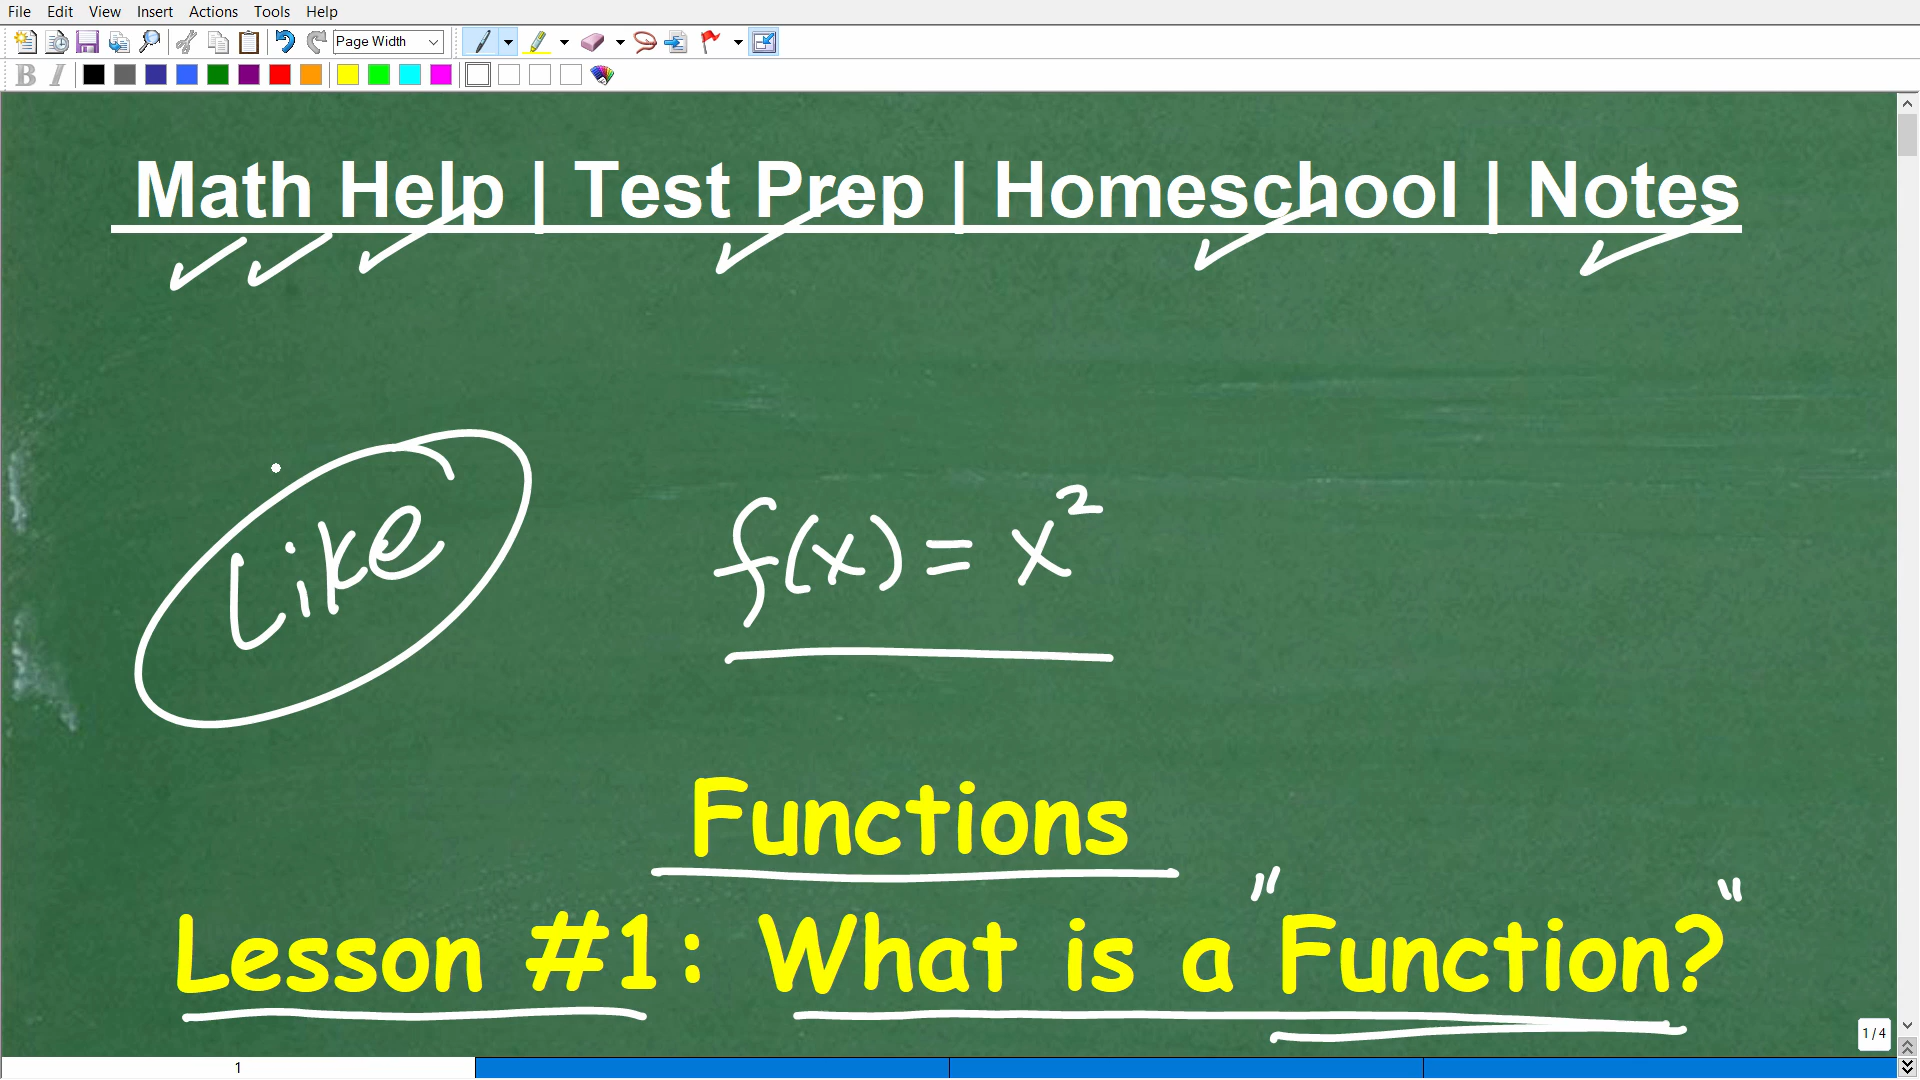 File Edit View Insert Actions Tools Help
Page Width
B I
Math Help | Test Prep | Homeschool | Notes
Like
f(x) = x²
Functions
Lesson #1: What is a "Function?"
1 / 4
1